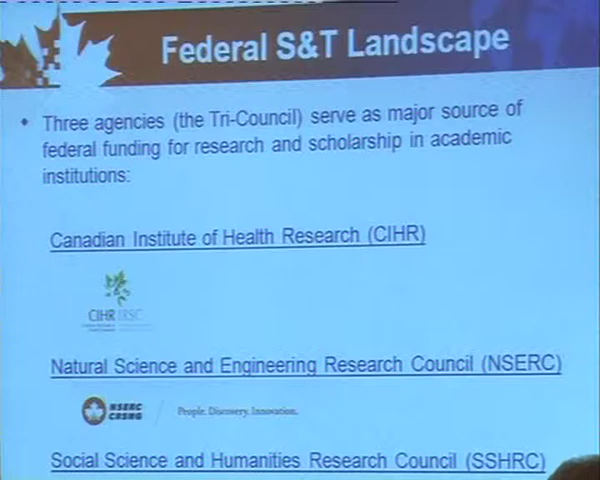 Federal S&T Landscape
• Three agencies (the Tri-Council) serve as major source of
federal funding for research and scholarship in academic
institutions:
Canadian Institute of Health Research (CIHR)
CIHR IRSC
Natural Science and Engineering Research Council (NSERC)
NSERC
CRSNG
People. Discovery. Innovation.
Social Science and Humanities Research Council (SSHRC)